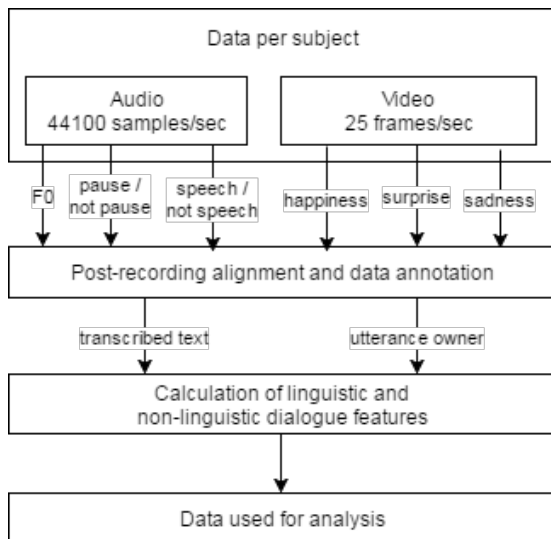 Data per subject
Audio
44100 samples/sec
Video
25 frames/sec
F0
pause /
not pause
speech /
not speech
happiness
surprise
sadness
Post-recording alignment and data annotation
transcribed text
utterance owner
Calculation of linguistic and
non-linguistic dialogue features
Data used for analysis